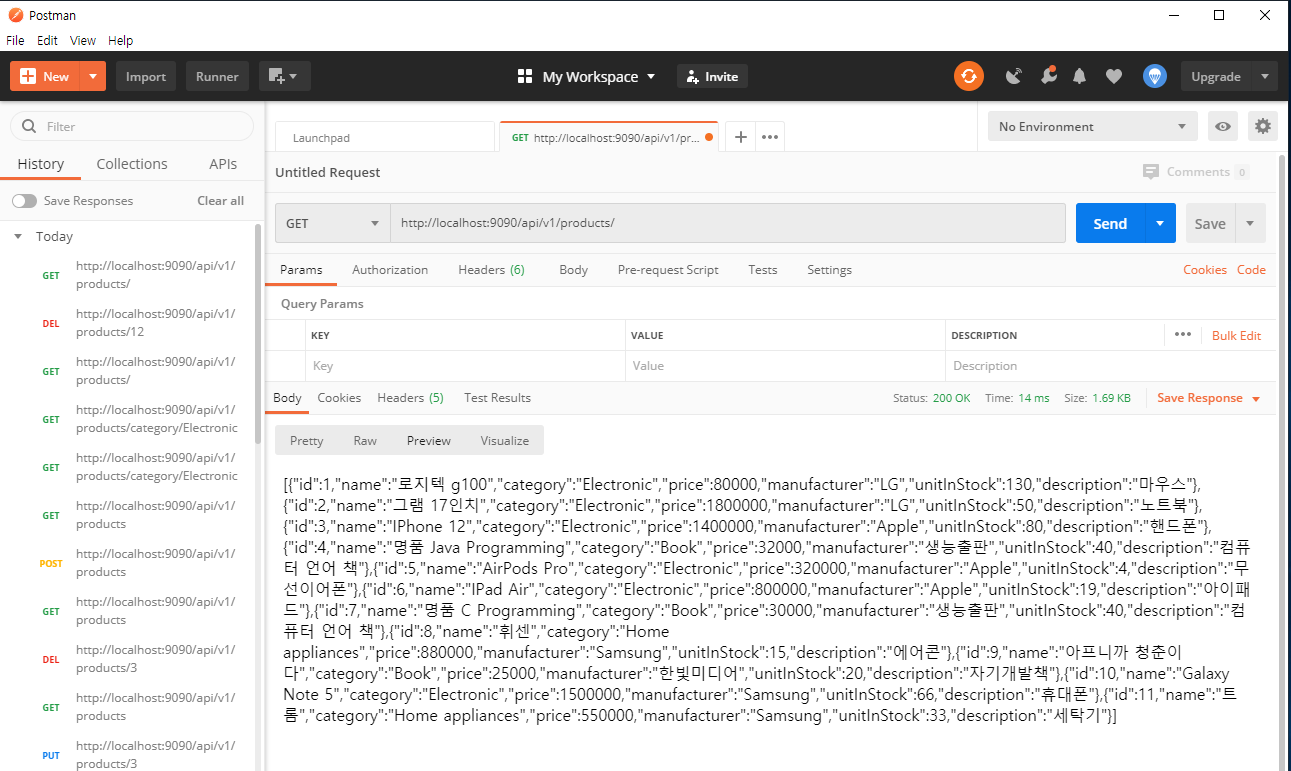 Postman
File Edit View Help
New Import Runner My Workspace Invite Upgrade
Filter
History Collections APIs
Save Responses Clear all
Today
GET http://localhost:9090/api/v1/
products/
DEL http://localhost:9090/api/v1/
products/12
GET http://localhost:9090/api/v1/
products/
GET http://localhost:9090/api/v1/
products/category/Electronic
GET http://localhost:9090/api/v1/
products/category/Electronic
GET http://localhost:9090/api/v1/
products
POST http://localhost:9090/api/v1/
products
GET http://localhost:9090/api/v1/
products
DEL http://localhost:9090/api/v1/
products/3
GET http://localhost:9090/api/v1/
products
PUT http://localhost:9090/api/v1/
products/3
Launchpad GET http://localhost:9090/api/v1/pr... + ••• No Environment
Untitled Request Comments 0
GET http://localhost:9090/api/v1/products/ Send Save
Params Authorization Headers (6) Body Pre-request Script Tests Settings Cookies Code
Query Params
KEY VALUE DESCRIPTION ••• Bulk Edit
Key Value Description
Body Cookies Headers (5) Test Results Status: 200 OK Time: 14 ms Size: 1.69 KB Save Response
Pretty Raw Preview Visualize
[{"id":1,"name":"로지텍 g100","category":"Electronic","price":80000,"manufacturer":"LG","unitInStock":130,"description":"마우스"},
{"id":2,"name":"그램 17인치","category":"Electronic","price":1800000,"manufacturer":"LG","unitInStock":50,"description":"노트북"},
{"id":3,"name":"IPhone 12","category":"Electronic","price":1400000,"manufacturer":"Apple","unitInStock":80,"description":"핸드폰"},
{"id":4,"name":"명품 Java Programming","category":"Book","price":32000,"manufacturer":"생능출판","unitInStock":40,"description":"컴퓨
터 언어 책"},{"id":5,"name":"AirPods Pro","category":"Electronic","price":320000,"manufacturer":"Apple","unitInStock":4,"description":"무
선이어폰"},{"id":6,"name":"IPad Air","category":"Electronic","price":800000,"manufacturer":"Apple","unitInStock":19,"description":"아이패
드"},{"id":7,"name":"명품 C Programming","category":"Book","price":30000,"manufacturer":"생능출판","unitInStock":40,"description":"컴
퓨터 언어 책"},{"id":8,"name":"휘센","category":"Home
appliances","price":880000,"manufacturer":"Samsung","unitInStock":15,"description":"에어콘"},{"id":9,"name":"아프니까 청춘이
다","category":"Book","price":25000,"manufacturer":"한빛미디어","unitInStock":20,"description":"자기개발책"},{"id":10,"name":"Galaxy
Note 5","category":"Electronic","price":1500000,"manufacturer":"Samsung","unitInStock":66,"description":"휴대폰"},{"id":11,"name":"트
롬","category":"Home appliances","price":550000,"manufacturer":"Samsung","unitInStock":33,"description":"세탁기"}]